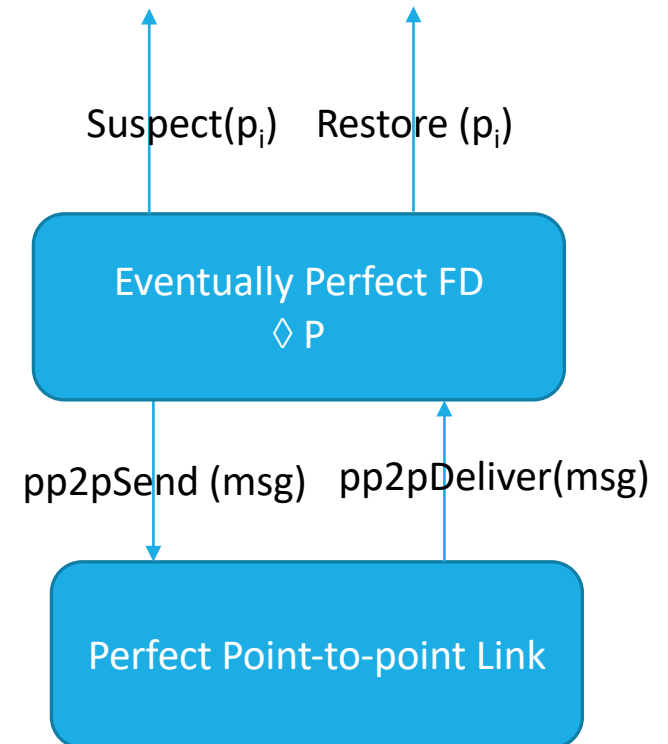 Suspect(pi) Restore (pi)
Eventually Perfect FD
◊ P
pp2pSend (msg) pp2pDeliver(msg)
Perfect Point-to-point Link